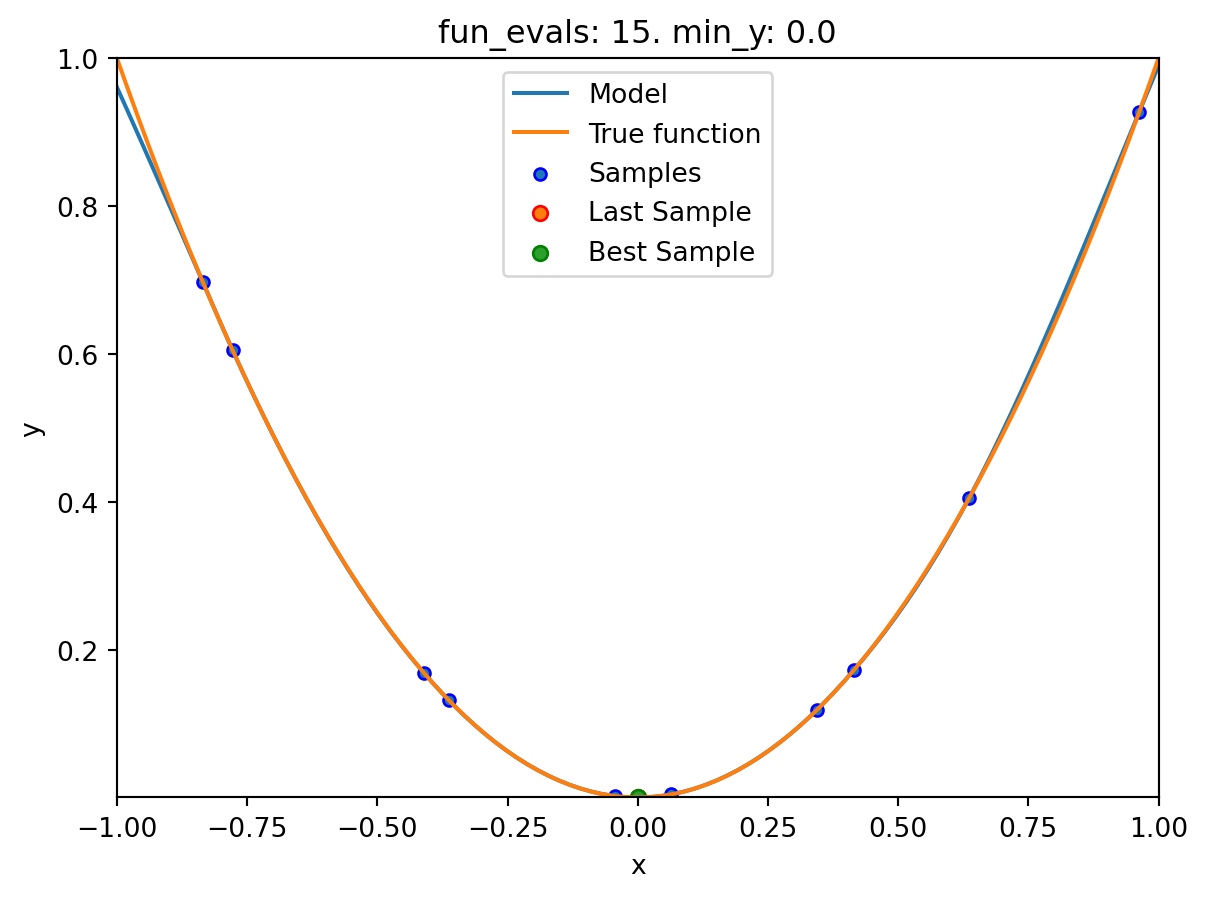 fun_evals: 15. min_y: 0.0
1.0
0.8
0.6
0.4
0.2
y
Model
True function
Samples
Last Sample
Best Sample
−1.00 −0.75 −0.50 −0.25 0.00 0.25 0.50 0.75 1.00
x